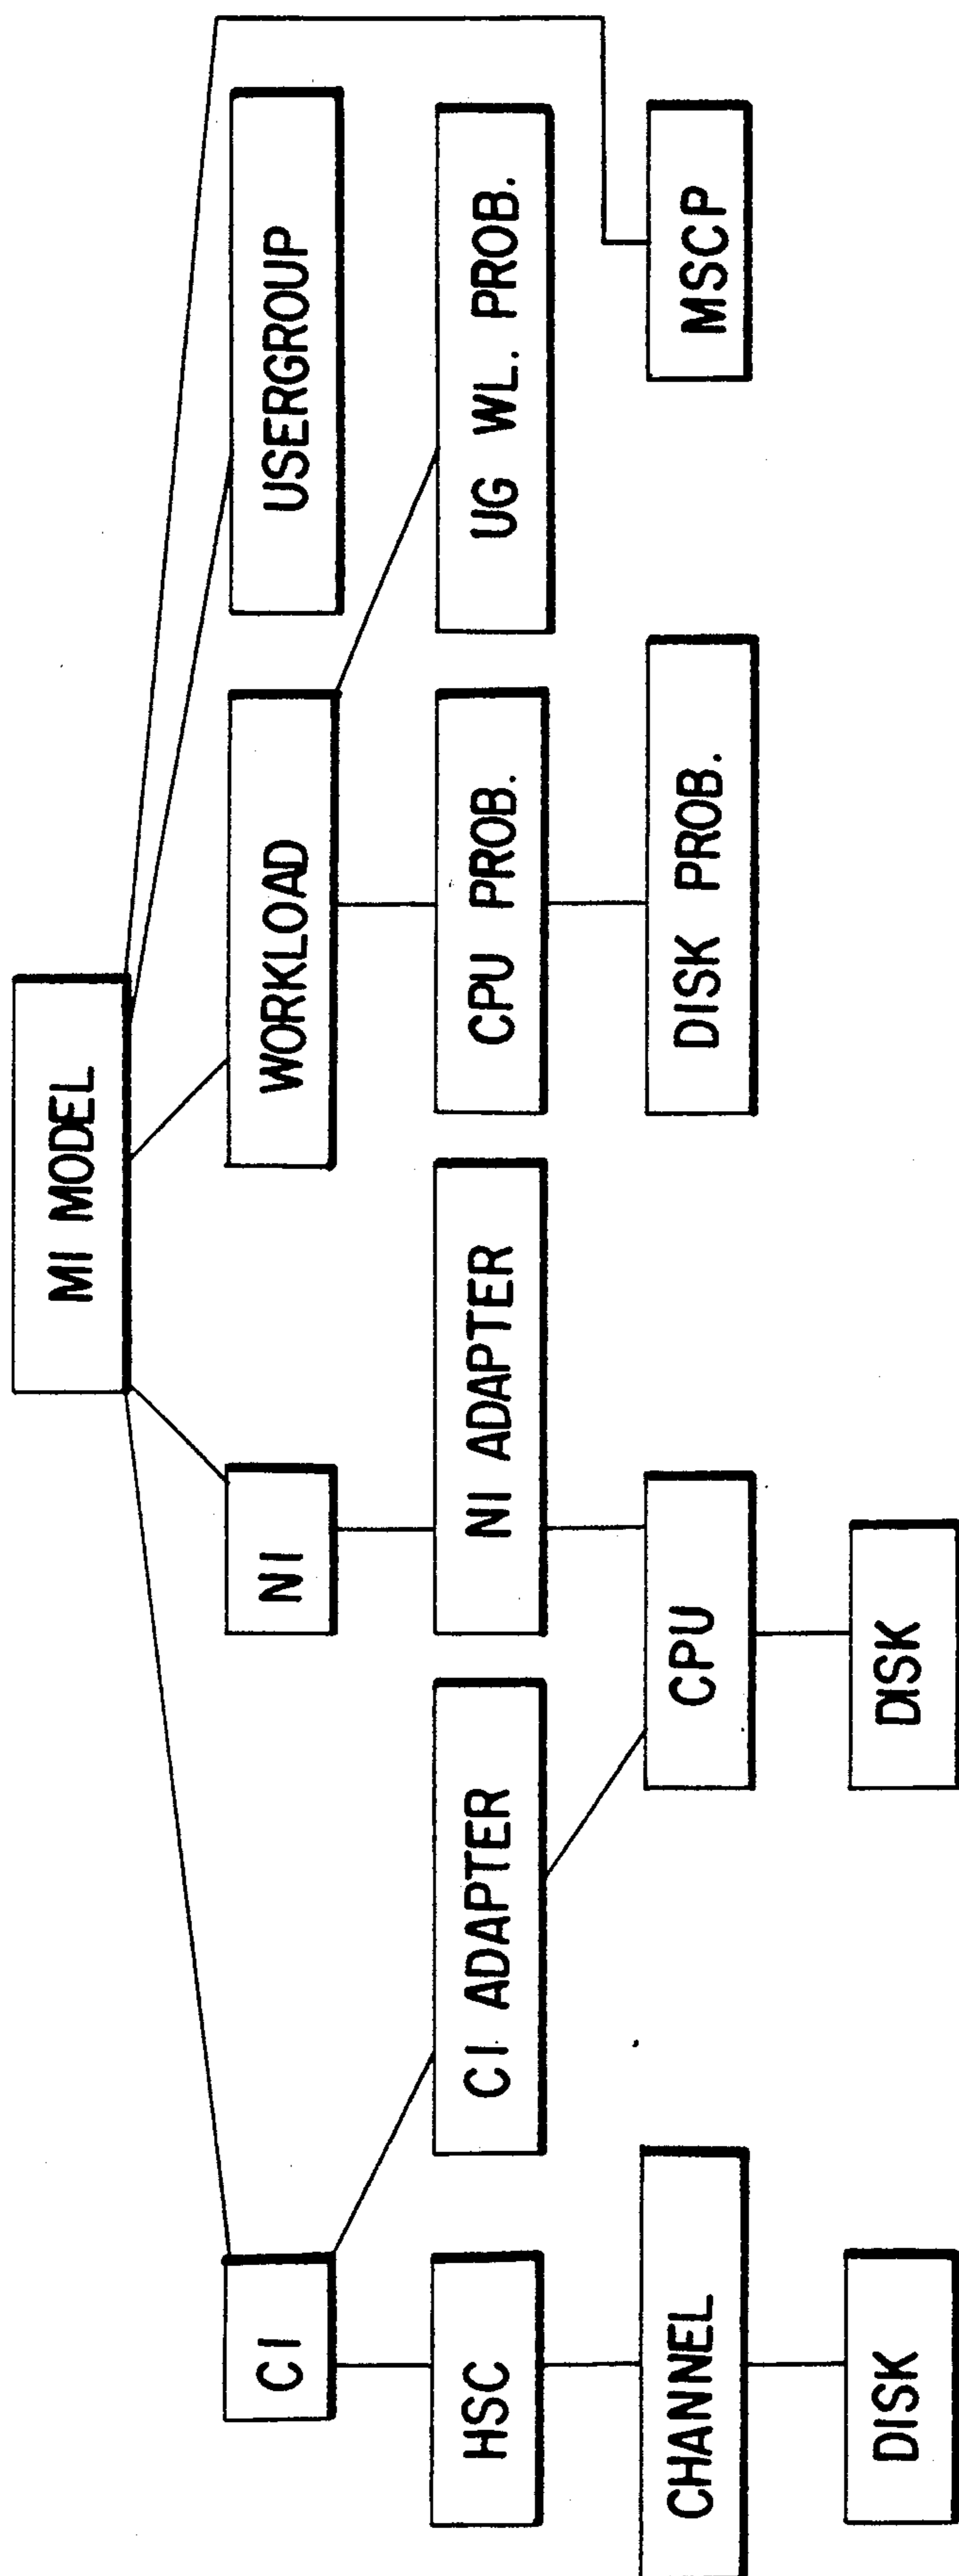 MI MODEL
CI
NI
WORKLOAD
USERGROUP
HSC
CI ADAPTER
NI ADAPTER
CPU PROB.
UG WL. PROB.
CHANNEL
CPU
DISK PROB.
MSCP
DISK
DISK